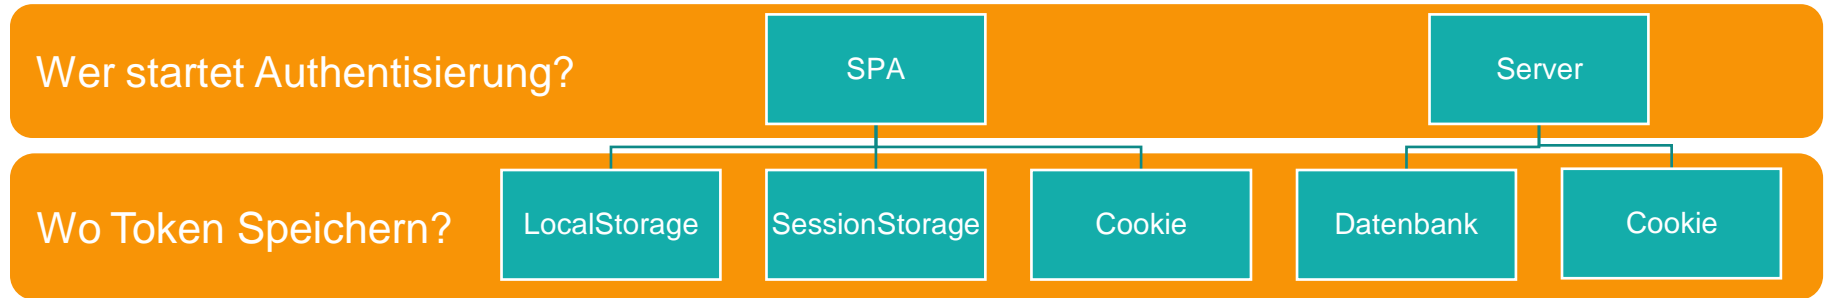 Wer startet Authentisierung?
SPA
Server
Wo Token Speichern?
LocalStorage
SessionStorage
Cookie
Datenbank
Cookie